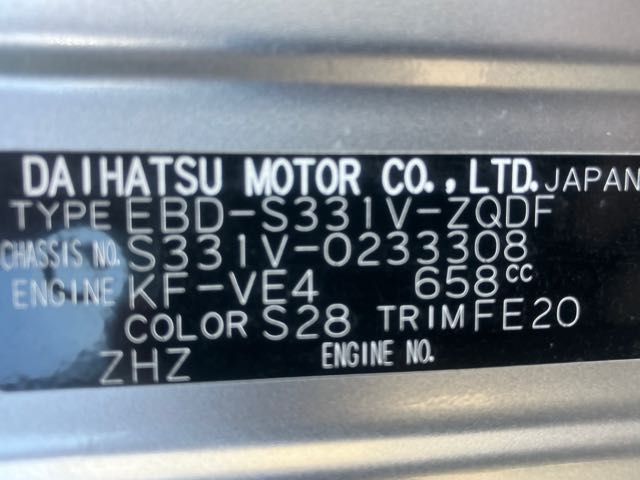 DAIHATSU MOTOR CO.,LTD. JAPAN
TYPE EBD-S331V-ZQDF
CHASSIS NO. S331V-0233308
ENGINE KF-VE4 658cc
COLOR S28 TRIM FE20
ZHZ ENGINE NO.